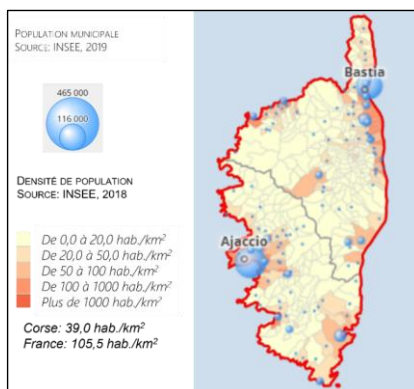 POPULATION MUNICIPALE
SOURCE: INSEE, 2019
465 000
116 000
DENSITÉ DE POPULATION
SOURCE: INSEE, 2018
De 0,0 à 20,0 hab./km²
De 20,0 à 50,0 hab./km²
De 50 à 100 hab./km²
De 100 à 1000 hab./km²
Plus de 1000 hab./km²
Corse: 39,0 hab./km²
France: 105,5 hab./km²
Bastia
Ajaccio